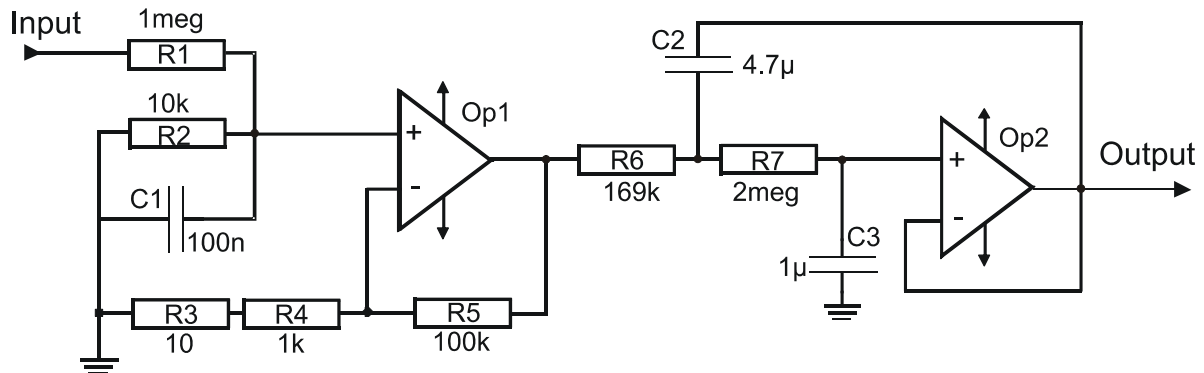 Input
1meg
R1
10k
R2
C1
100n
R3
10
R4
1k
R5
100k
+
-
Op1
R6
169k
C2
4.7µ
R7
2meg
C3
1µ
+
-
Op2
Output